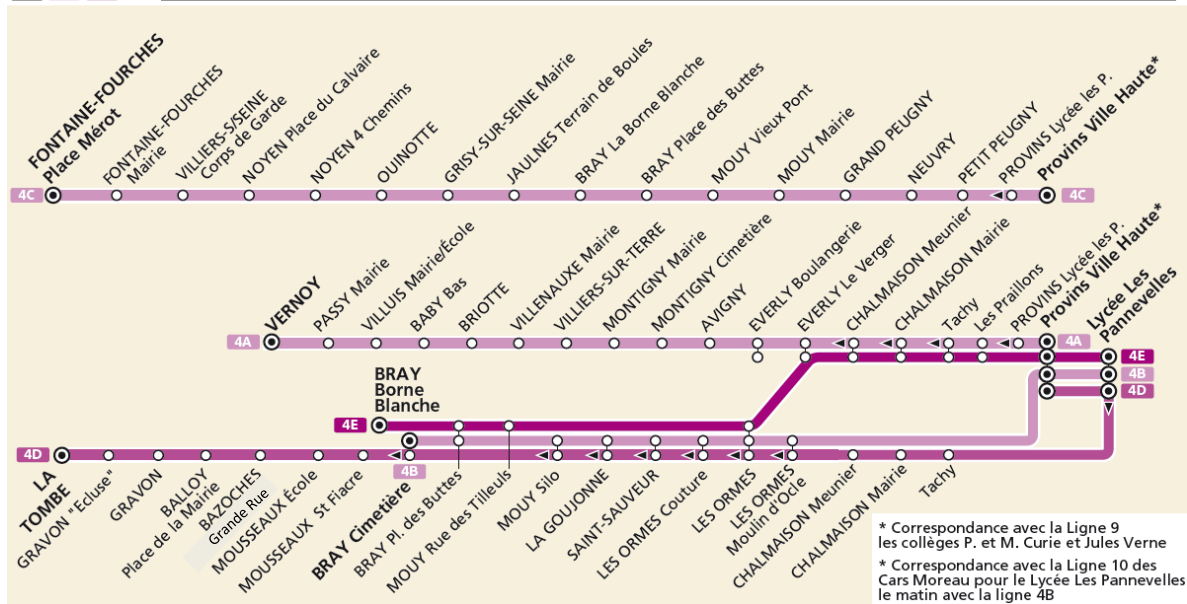 FONTAINE-FOURCHES
Place Mérot
FONTAINE-FOURCHES
Mairie
VILLIERS-S/SEINE
Corps de Garde
NOYEN Place du Calvaire
NOYEN 4 Chemins
OUINOTTE
GRISY-SUR-SEINE Mairie
JAULNES Terrain de Boules
BRAY La Borne Blanche
BRAY Place des Buttes
MOUY Vieux Pont
MOUY Mairie
GRAND PEUGNY
NEUVRY
PETIT PEUGNY
PROVINS Lycée les P.
Provins Ville Haute*
4C
4C
VERNOY
PASSY Mairie
VILLUIS Mairie/École
BABY Bas
BRIOTTE
VILLENAUXE Mairie
VILLIERS-SUR-TERRE
MONTIGNY Mairie
MONTIGNY Cimetière
AVIGNY
EVERLY Boulangerie
EVERLY Le Verger
CHALMAISON Meunier
CHALMAISON Mairie
Tachy
Les Praillons
PROVINS Lycée les P.
Provins Ville Haute*
Lycée Les
Pannevelles
4A
4A
4E
4B
4D
BRAY
Borne
Blanche
4E
4D
4B
LA
TOMBE
GRAVON "Ecluse"
GRAVON
BALLOY
Place de la Mairie
BAZOCHES
Grande Rue
MOUSSEAUX École
MOUSSEAUX St Fiacre
BRAY Cimetière
BRAY Pl. des Buttes
MOUY Rue des Tilleuls
MOUY Silo
LA GOUJONNE
SAINT-SAUVEUR
LES ORMES Couture
LES ORMES
LES ORMES
Moulin d'Ocle
CHALMAISON Meunier
CHALMAISON Mairie
Tachy
* Correspondance avec la Ligne 9
les collèges P. et M. Curie et Jules Verne
* Correspondance avec la Ligne 10 des
Cars Moreau pour le Lycée Les Pannevelles
le matin avec la ligne 4B